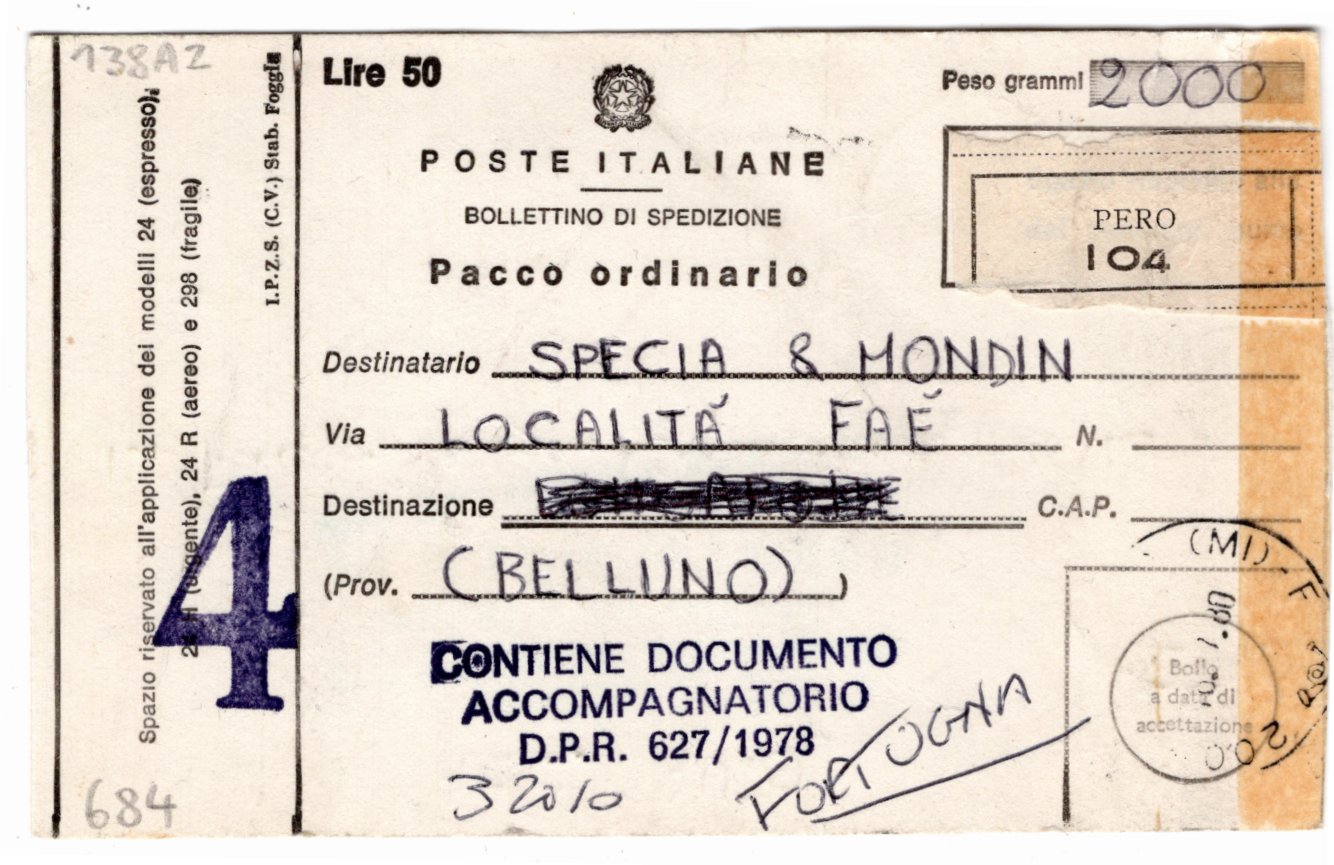 138A2
Lire 50
Peso grammi 2000
POSTE ITALIANE
BOLLETTINO DI SPEDIZIONE
Pacco ordinario
PERO
104
Destinatario SPECIA & MONDIN
Via LOCALITÁ FAÉ N.
Destinazione C.A.P.
(Prov. (BELLUNO) )
CONTIENE DOCUMENTO
ACCOMPAGNATORIO
D.P.R. 627/1978
32010
FORTOGNA
(MI)
Bollo
a data di
accettazione
Spazio riservato all'applicazione dei modelli 24 (espresso),
(urgente), 24 R (aereo) e 298 (fragile)
I.P.Z.S. (C.V.) Stab. Foggia
4
684